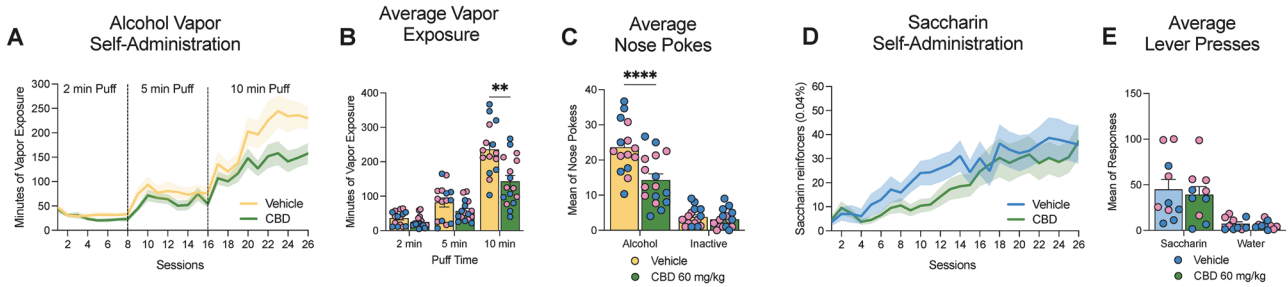 A
Alcohol Vapor
Self-Administration
Minutes of Vapor Exposure
300
250
200
150
100
50
0
2 min Puff
5 min Puff
10 min Puff
Vehicle
CBD
2 4 6 8 10 12 14 16 18 20 22 24 26
Sessions
B
Average Vapor
Exposure
Minutes of Vapor Exposure
400
300
200
100
0
**
2 min
5 min
10 min
Puff Time
C
Average
Nose Pokes
Mean of Nose Pokess
40
30
20
10
0
****
Alcohol
Inactive
Vehicle
CBD 60 mg/kg
D
Saccharin
Self-Administration
Saccharin reinforcers (0.04%)
60
50
40
30
20
10
0
Vehicle
CBD
2 4 6 8 10 12 14 16 18 20 22 24 26
Sessions
E
Average
Lever Presses
Mean of Responses
150
100
50
0
Saccharin
Water
Vehicle
CBD 60 mg/kg